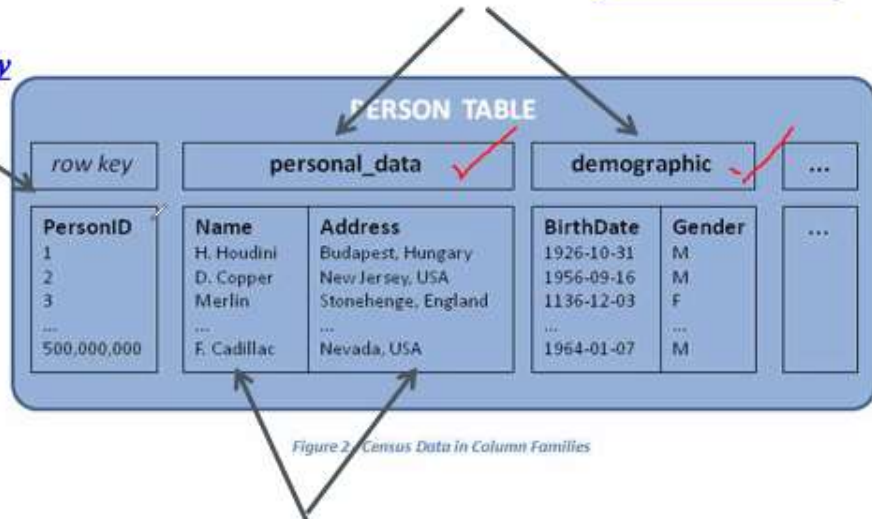 y
PERSON TABLE
row key personal_data demographic ...
PersonID Name Address BirthDate Gender ...
1 H. Houdini Budapest, Hungary 1926-10-31 M
2 D. Copper New Jersey, USA 1956-09-16 M
3 Merlin Stonehenge, England 1136-12-03 F
... ... ... ... ...
500,000,000 F. Cadillac Nevada, USA 1964-01-07 M
Figure 2. Census Data in Column Families